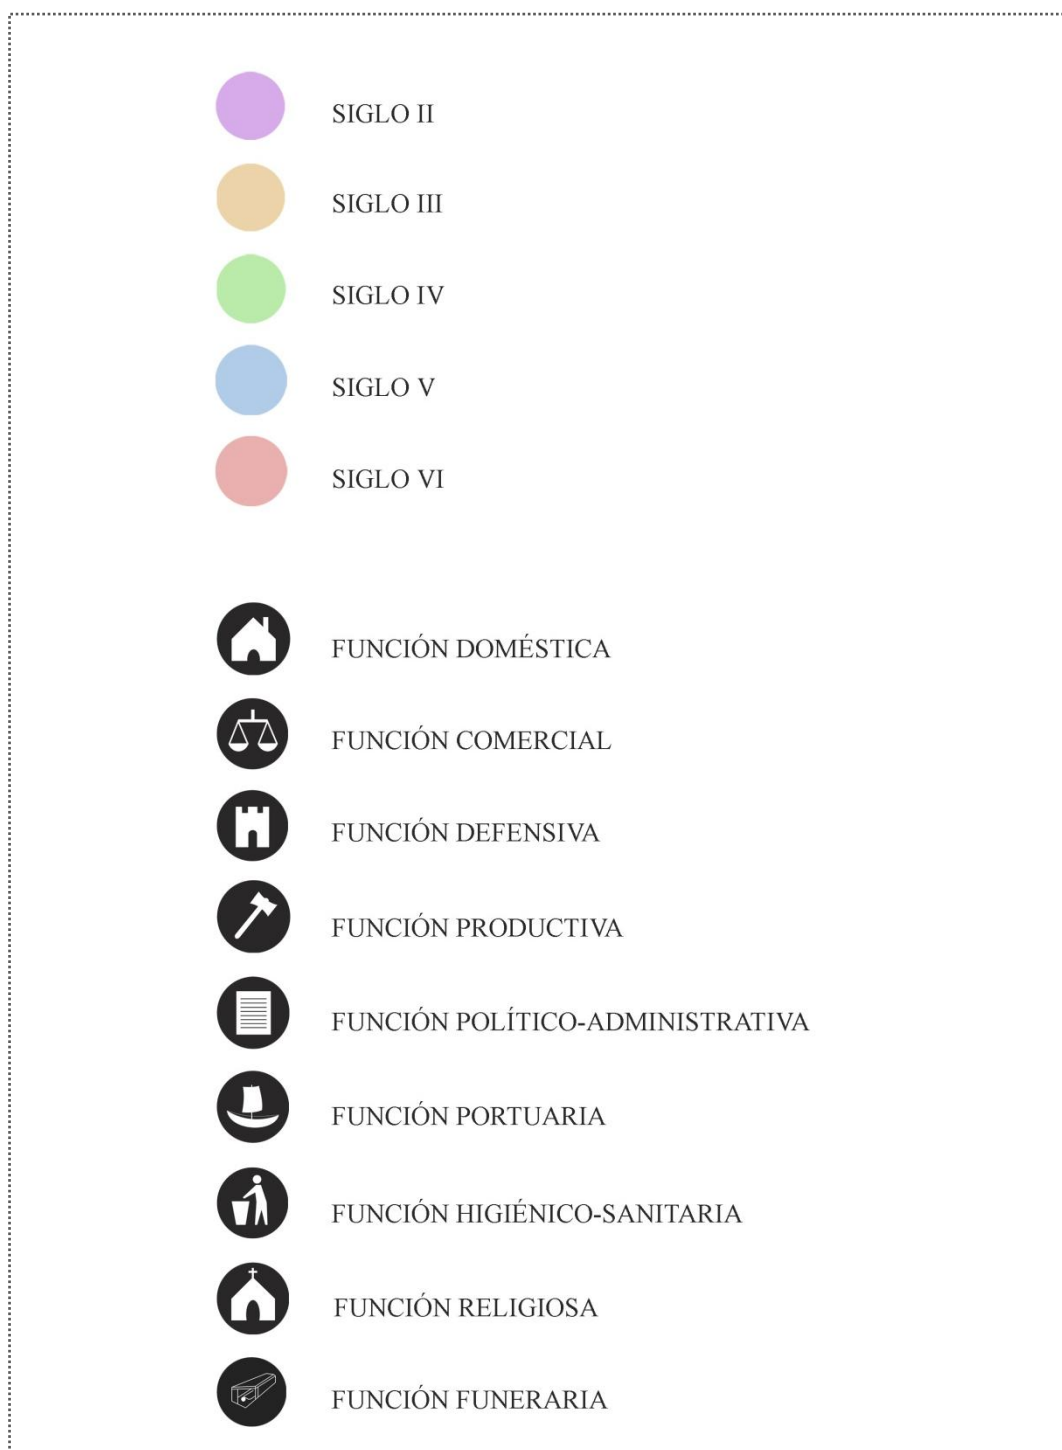 SIGLO II
SIGLO III
SIGLO IV
SIGLO V
SIGLO VI
FUNCIÓN DOMÉSTICA
FUNCIÓN COMERCIAL
FUNCIÓN DEFENSIVA
FUNCIÓN PRODUCTIVA
FUNCIÓN POLÍTICO-ADMINISTRATIVA
FUNCIÓN PORTUARIA
FUNCIÓN HIGIÉNICO-SANITARIA
FUNCIÓN RELIGIOSA
FUNCIÓN FUNERARIA